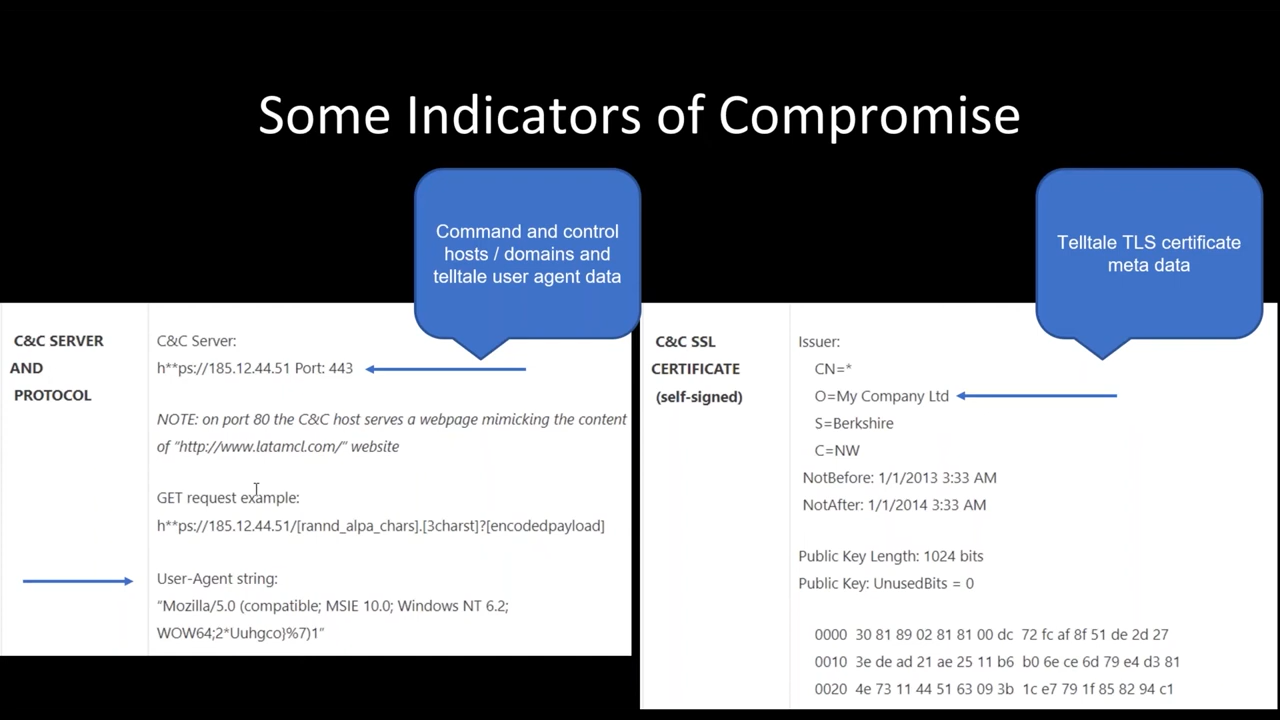 Some Indicators of Compromise
Command and control
hosts / domains and
telltale user agent data
Telltale TLS certificate
meta data
C&C SERVER
AND
PROTOCOL
C&C Server:
h**ps://185.12.44.51 Port: 443
NOTE: on port 80 the C&C host serves a webpage mimicking the content
of “http://www.latamcl.com/” website
GET request example:
h**ps://185.12.44.51/[rannd_alpa_chars].[3charst]?[encodedpayload]
User-Agent string:
“Mozilla/5.0 (compatible; MSIE 10.0; Windows NT 6.2;
WOW64;2*Uuhgco}%7)1”
C&C SSL
CERTIFICATE
(self-signed)
Issuer:
CN=*
O=My Company Ltd
S=Berkshire
C=NW
NotBefore: 1/1/2013 3:33 AM
NotAfter: 1/1/2014 3:33 AM
Public Key Length: 1024 bits
Public Key: UnusedBits = 0
0000 30 81 89 02 81 81 00 dc 72 fc af 8f 51 de 2d 27
0010 3e de ad 21 ae 25 11 b6 b0 6e ce 6d 79 e4 d3 81
0020 4e 73 11 44 51 63 09 3b 1c e7 79 1f 85 82 94 c1